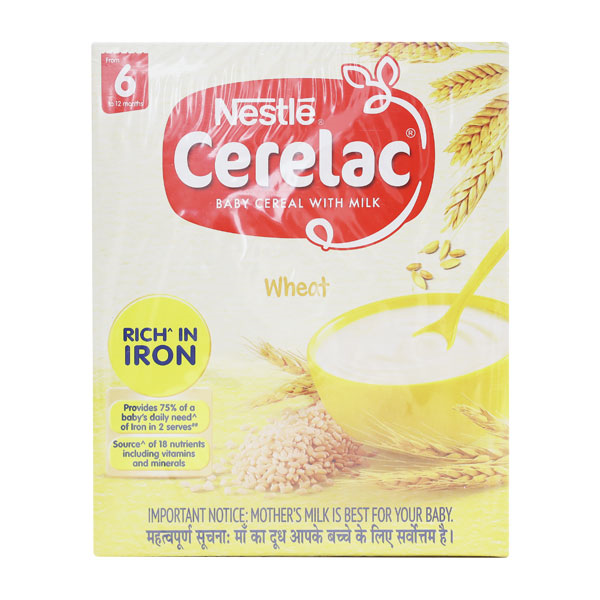 From
6
to 12 months
Nestlé®
Cerelac®
BABY CEREAL WITH MILK
Wheat
RICH^ IN
IRON
Provides 75% of a
baby's daily need^
of Iron in 2 serves##
Source^ of 18 nutrients
including vitamins
and minerals
IMPORTANT NOTICE: MOTHER'S MILK IS BEST FOR YOUR BABY.
महत्वपूर्ण सूचना: माँ का दूध आपके बच्चे के लिए सर्वोत्तम है।